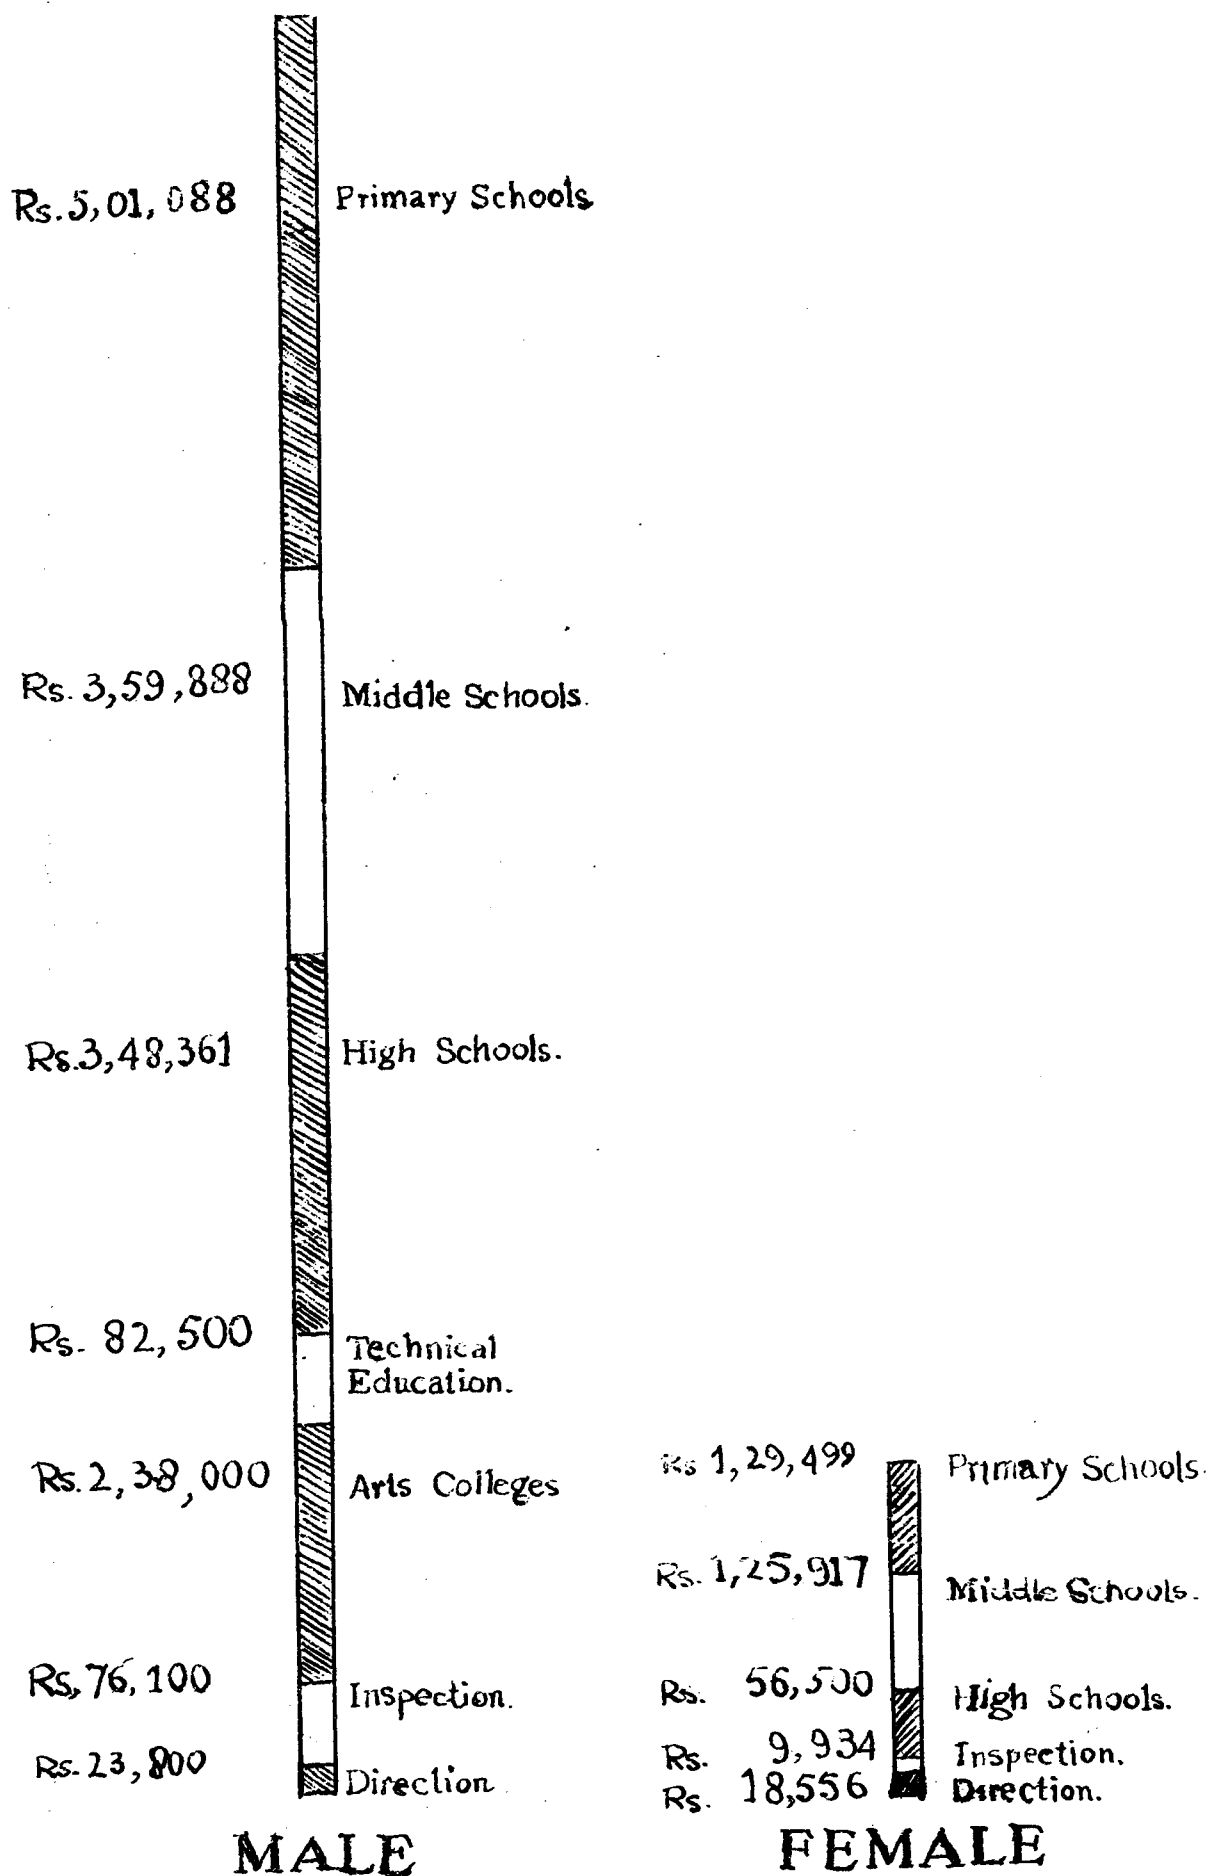 Rs. 5,01,088 Primary Schools
Rs. 3,59,888 Middle Schools.
Rs. 3,48,361 High Schools.
Rs. 82,500 Technical
Education.
Rs. 2,38,000 Arts Colleges
Rs. 76,100 Inspection.
Rs. 23,800 Direction
MALE
Rs 1,29,499 Primary Schools.
Rs. 1,25,917 Middle Schools.
Rs. 56,500 High Schools.
Rs. 9,934 Inspection.
Rs. 18,556 Direction.
FEMALE